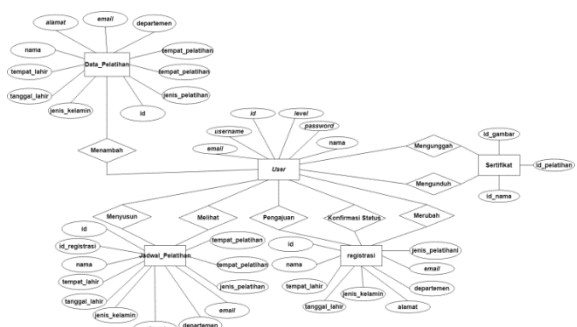 email
alamat
departemen
nama
tempat_pelatihan
Data_Pelatihan
tempat_lahir
tempat_pelatihan
tanggal_lahir
jenis_pelatihan
jenis_kelamin
id
Menambah
id
level
username
password
email
nama
User
Mengunggah
Mengunduh
id_gambar
Sertifikat
id_pelatihan
id_nama
Menyusun
Melihat
Pengajuan
Konfirmasi Status
Merubah
id
id_registrasi
tempat_pelatihan
nama
Jadwal_Pelatihan
tempat_pelatihan
tempat_lahir
jenis_pelatihan
tanggal_lahir
email
jenis_kelamin
departemen
id
jenis_pelatihani
nama
registrasi
email
tempat_lahir
departemen
tanggal_lahir
jenis_kelamin
alamat